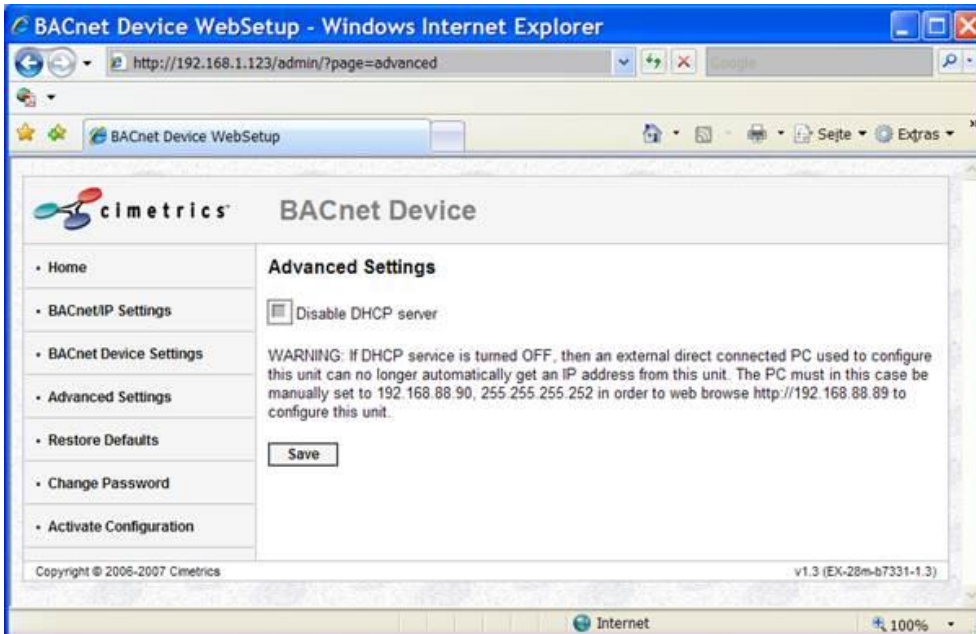 BACnet Device WebSetup - Windows Internet Explorer
http://192.168.1.123/admin/?page=advanced
Google
BACnet Device WebSetup
Seite
Extras
cimetrics
BACnet Device
• Home
• BACnet/IP Settings
• BACnet Device Settings
• Advanced Settings
• Restore Defaults
• Change Password
• Activate Configuration
Advanced Settings
Disable DHCP server
WARNING: If DHCP service is turned OFF, then an external direct connected PC used to configure
this unit can no longer automatically get an IP address from this unit. The PC must in this case be
manually set to 192.168.88.90, 255.255.255.252 in order to web browse http://192.168.88.89 to
configure this unit.
Save
Copyright © 2006-2007 Cimetrics
v1.3 (EX-28m-b7331-1.3)
Internet
100%